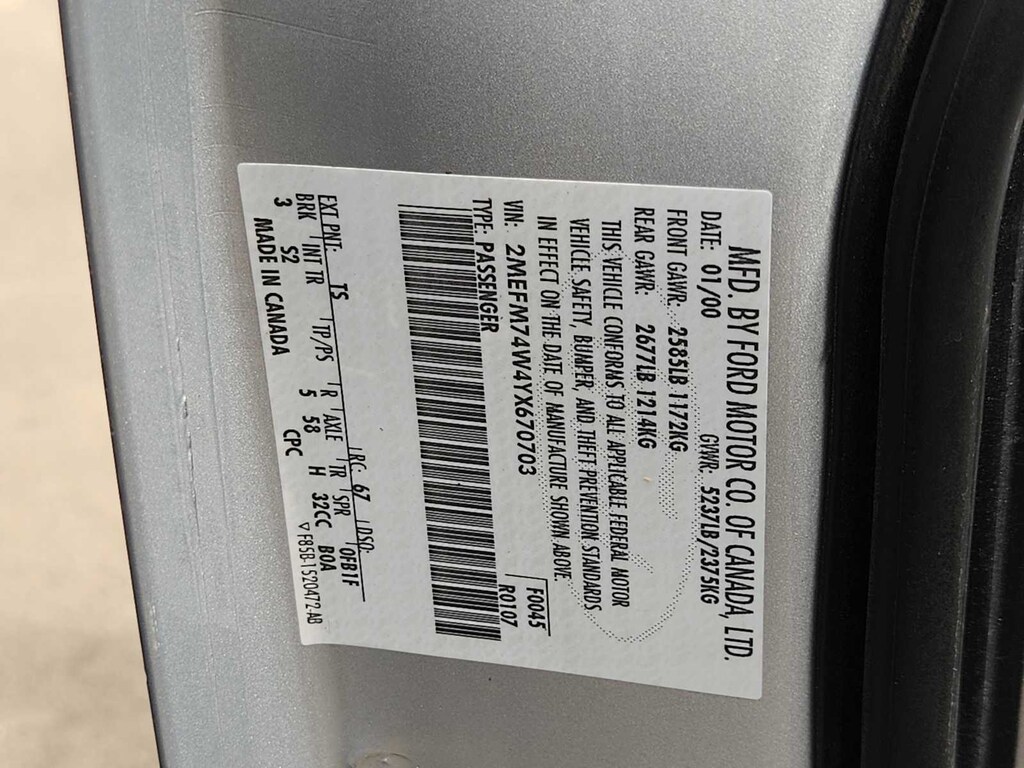 MFD. BY FORD MOTOR CO. OF CANADA, LTD.
DATE: 01/00 GVWR: 5237LB/2375KG
FRONT GAWR: 2585LB 1172KG
REAR GAWR: 2677LB 1214KG
THIS VEHICLE CONFORMS TO ALL APPLICABLE FEDERAL MOTOR
VEHICLE SAFETY, BUMPER, AND THEFT PREVENTION STANDARDS
IN EFFECT ON THE DATE OF MANUFACTURE SHOWN ABOVE.
VIN: 2MEFM74W4YX670703 F0045
TYPE: PASSENGER R0107
EXT PNT: TS RC: 67 DSO: 0FB1F
BRK INT TR TP/PS R AXLE TR SPR
3 S2 5 58 H 32CC BOA
MADE IN CANADA CPC ▽F85B-1520472-AB